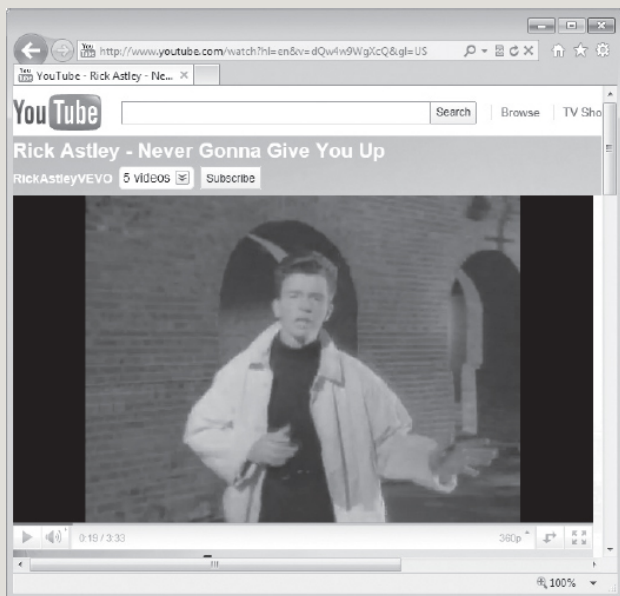 http://www.youtube.com/watch?hl=en&v=dQw4w9WgXcQ&gl=US
YouTube - Rick Astley - Ne...
YouTube Search Browse TV Sho
Rick Astley - Never Gonna Give You Up
RickAstleyVEVO 5 videos Subscribe
0:19 / 3:33 360p
100%